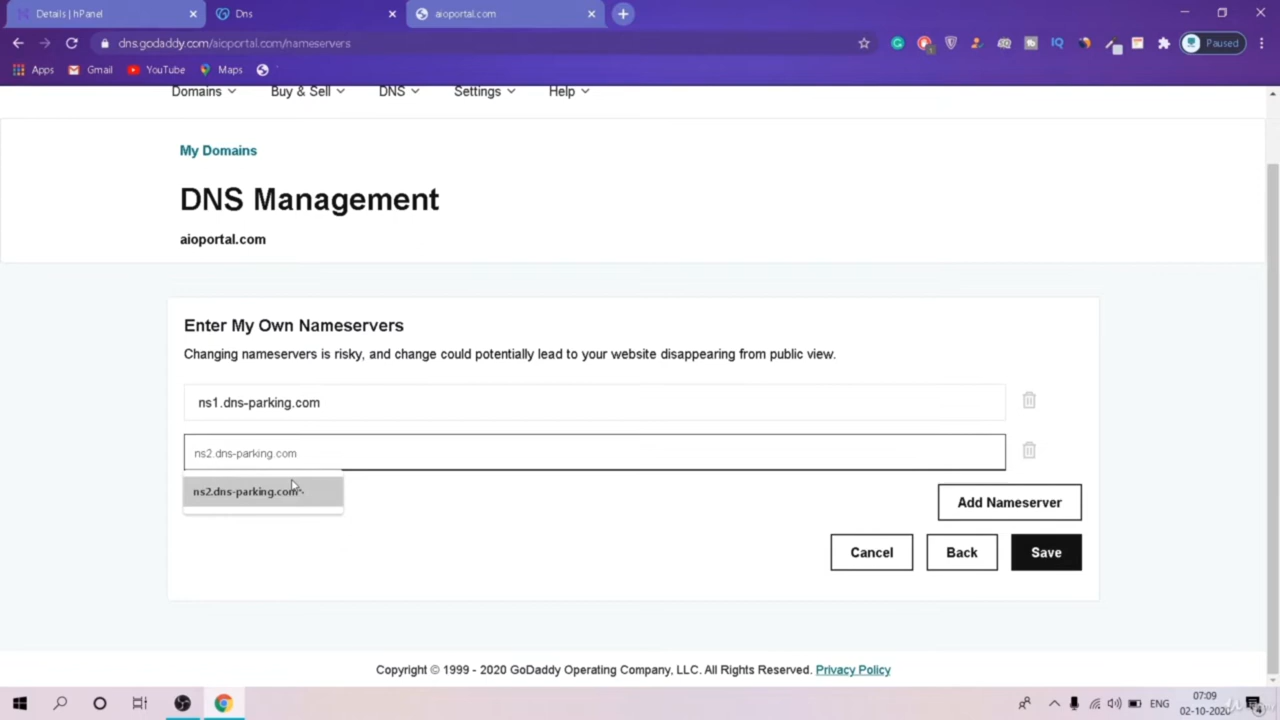 Details | hPanel
Dns
aioportal.com
dns.godaddy.com/aioportal.com/nameservers
Paused
Apps
Gmail
YouTube
Maps
Domains
Buy & Sell
DNS
Settings
Help
My Domains
DNS Management
aioportal.com
Enter My Own Nameservers
Changing nameservers is risky, and change could potentially lead to your website disappearing from public view.
ns1.dns-parking.com
ns2.dns-parking.com
ns2.dns-parking.com
Add Nameserver
Cancel
Back
Save
Copyright © 1999 - 2020 GoDaddy Operating Company, LLC. All Rights Reserved. Privacy Policy
ENG
07:09
02-10-2020